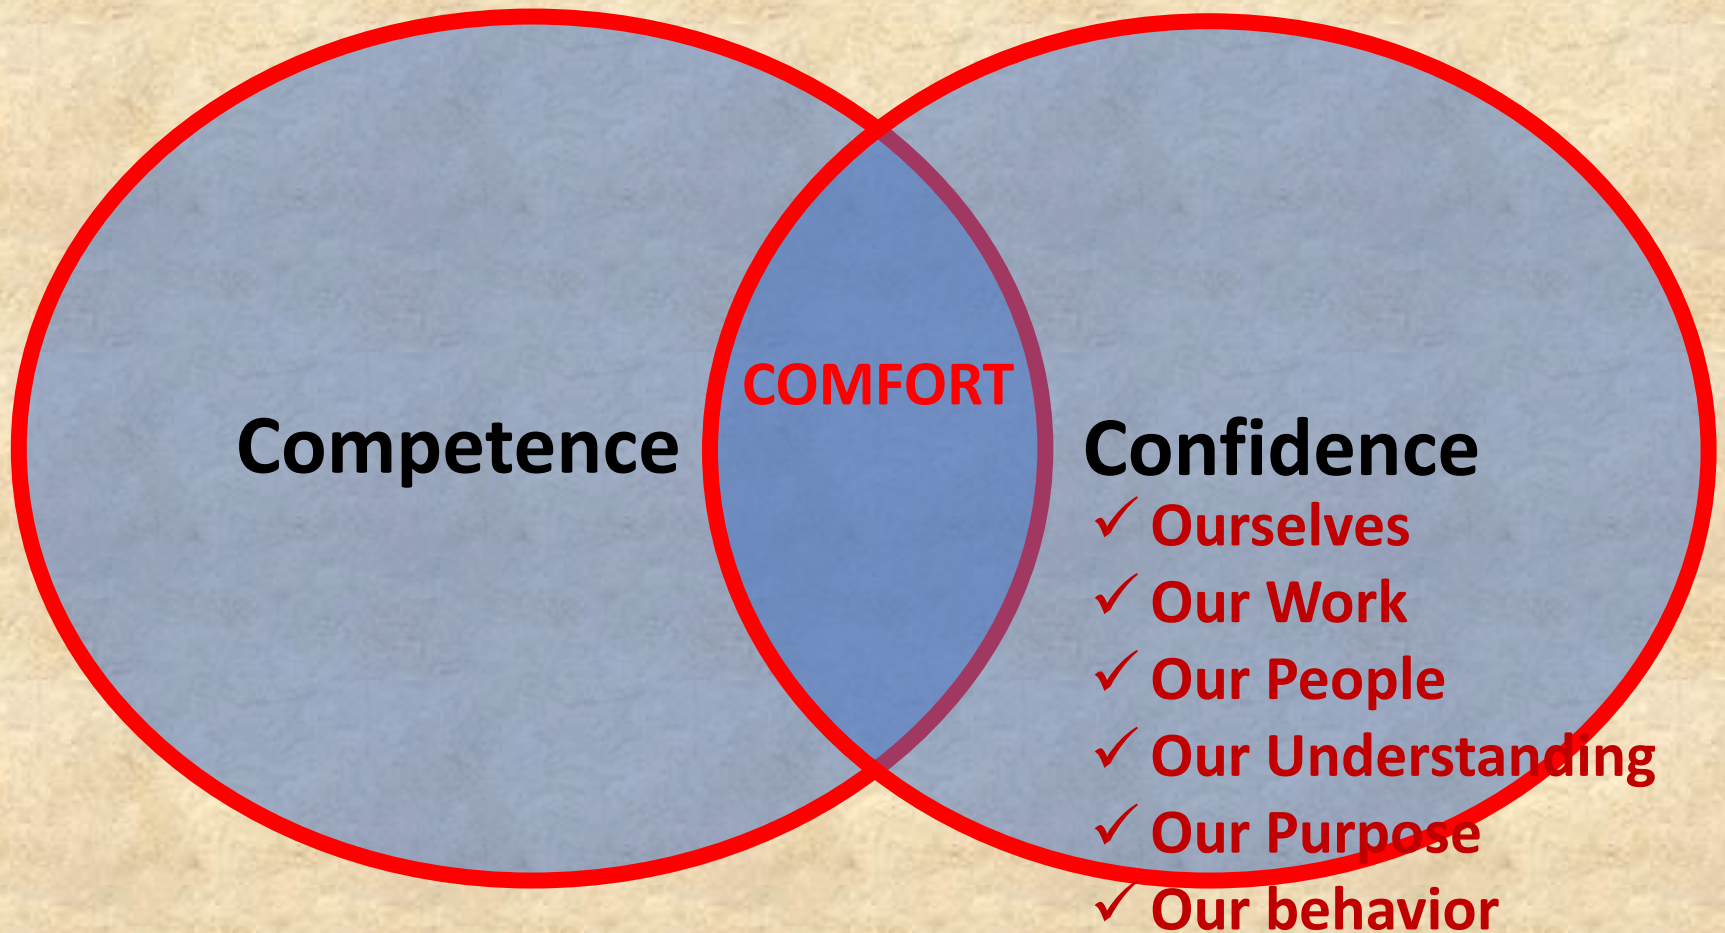 COMFORT
Competence
Confidence
✓ Ourselves
✓ Our Work
✓ Our People
✓ Our Understanding
✓ Our Purpose
✓ Our behavior